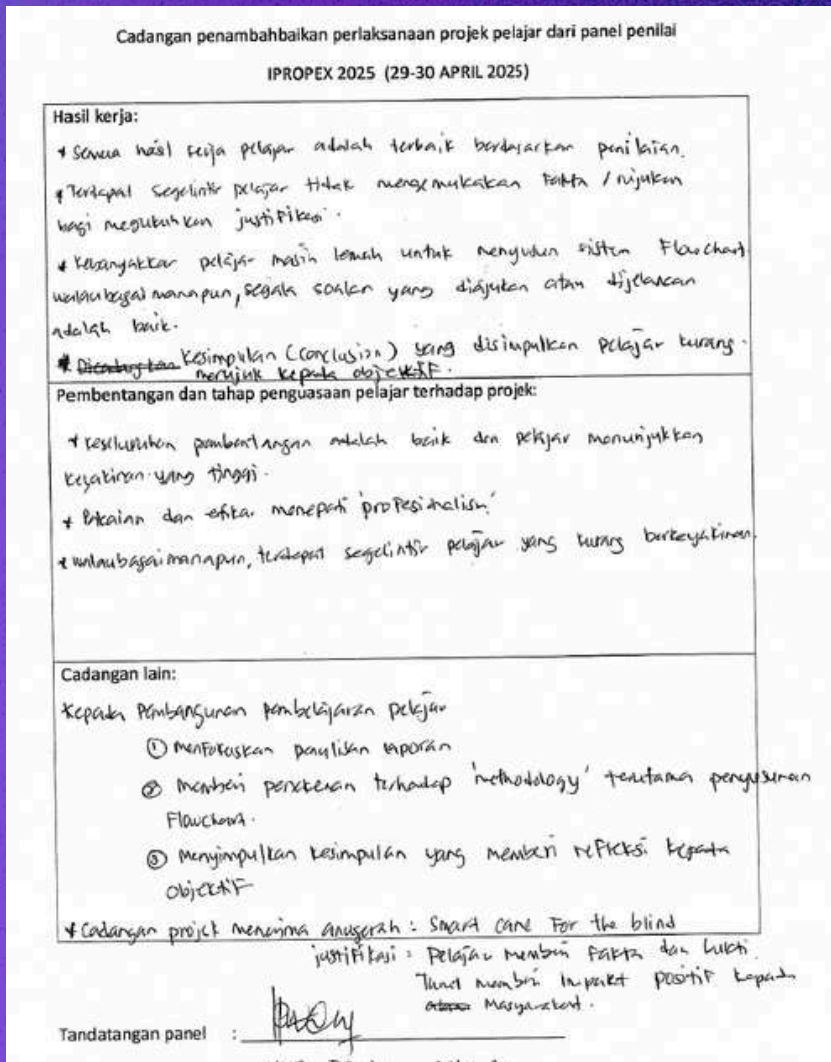 Cadangan penambahbaikan perlaksanaan projek pelajar dari panel penilai
IPROPEX 2025 (29-30 APRIL 2025)
Hasil kerja:
* Semua hasil kerja pelajar adalah terbaik berdasarkan penilaian.
* Terdapat segelintir pelajar tidak mengemukakan fakta / rujukan
bagi megukuhkan justifikasi.
* Kebanyakkan pelajar masih lemah untuk menyusun sistem Flowchart
walaubagaimanapun, segala soalan yang diajukan atau dijelaskan
adalah baik.
* Kesimpulan (conclusion) yang disimpulkan pelajar kurang
merujuk kepada objektif.
Pembentangan dan tahap penguasaan pelajar terhadap projek:
* Keseluruhan pembentangan adalah baik dan pelajar menunjukkan
keyakinan yang tinggi.
* Pakaian dan etika menepati 'profesionalism'
* walaubagaimanapun, terdapat segelintir pelajar yang kurang berkeyakinan.
Cadangan lain:
Kepada Pembangunan pembelajaran pelajar
① menfokuskan penulisan laporan
② memberi penekenan terhadap 'methodology' terutama penyusunan
Flowchart.
③ Menyimpulkan kesimpulan yang memberi refleksi kepada
objektif
* Cadangan projek menerima anugerah : Smart cane For the blind
justifikasi : Pelajar memberi fakta dan bukti
memberi impakt positif kepada
Masyarakat.
Tandatangan panel :